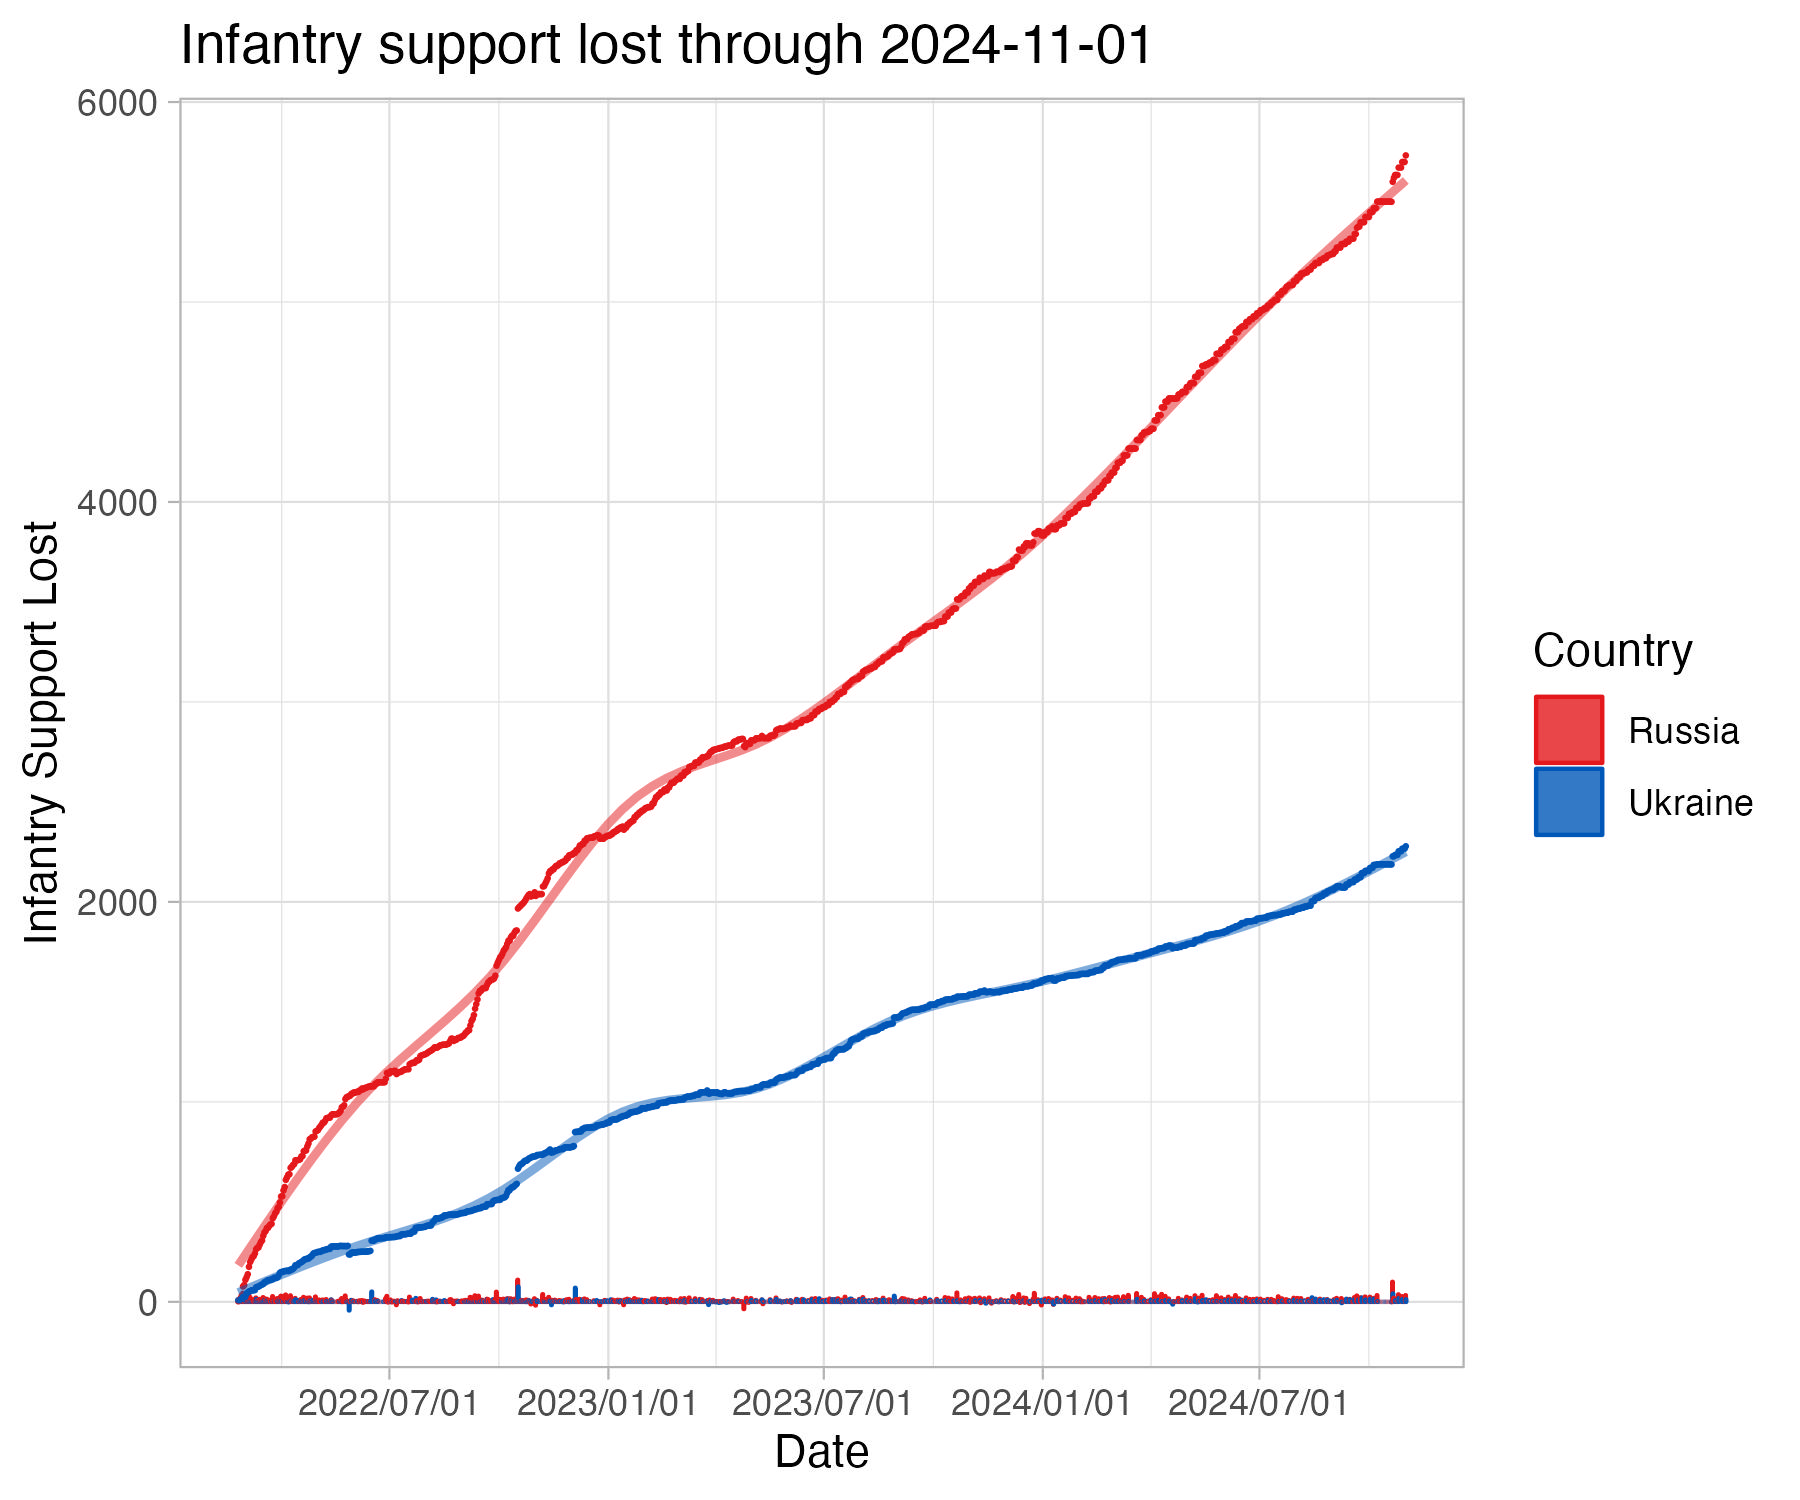 Infantry support lost through 2024-11-01
Infantry Support Lost
6000
4000
2000
0
2022/07/01
2023/01/01
2023/07/01
2024/01/01
2024/07/01
Date
Country
Russia
Ukraine